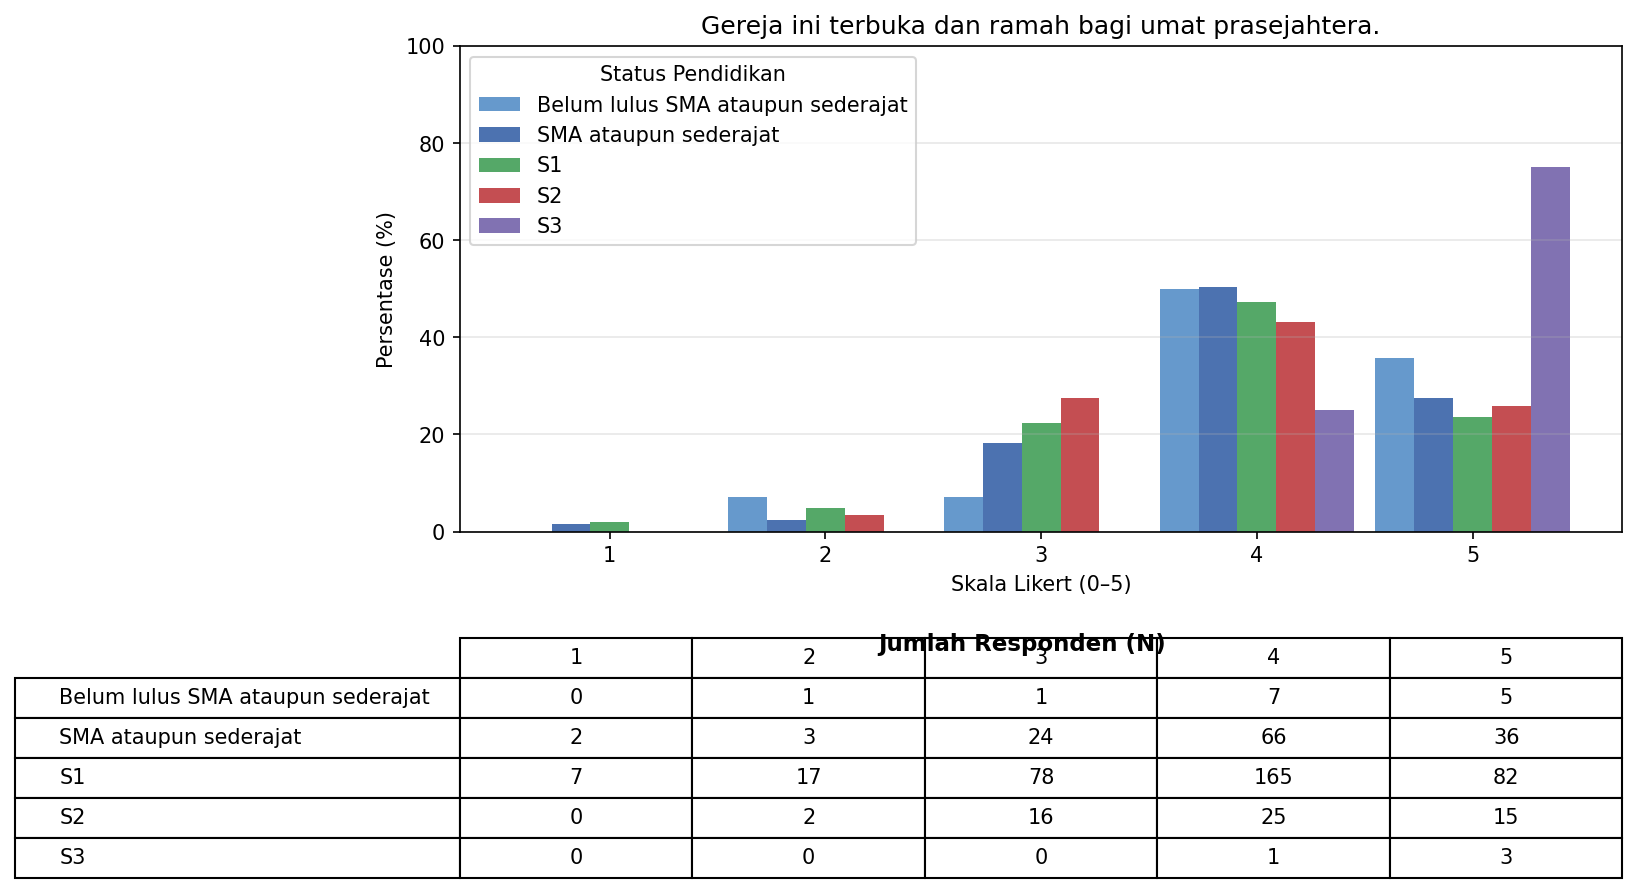 Gereja ini terbuka dan ramah bagi umat prasejahtera.
Status Pendidikan
Belum lulus SMA ataupun sederajat
SMA ataupun sederajat
S1
S2
S3
Persentase (%)
100
80
60
40
20
0
1 2 3 4 5
Skala Likert (0–5)
Jumlah Responden (N)
1 2 3 4 5
Belum lulus SMA ataupun sederajat 0 1 1 7 5
SMA ataupun sederajat 2 3 24 66 36
S1 7 17 78 165 82
S2 0 2 16 25 15
S3 0 0 0 1 3